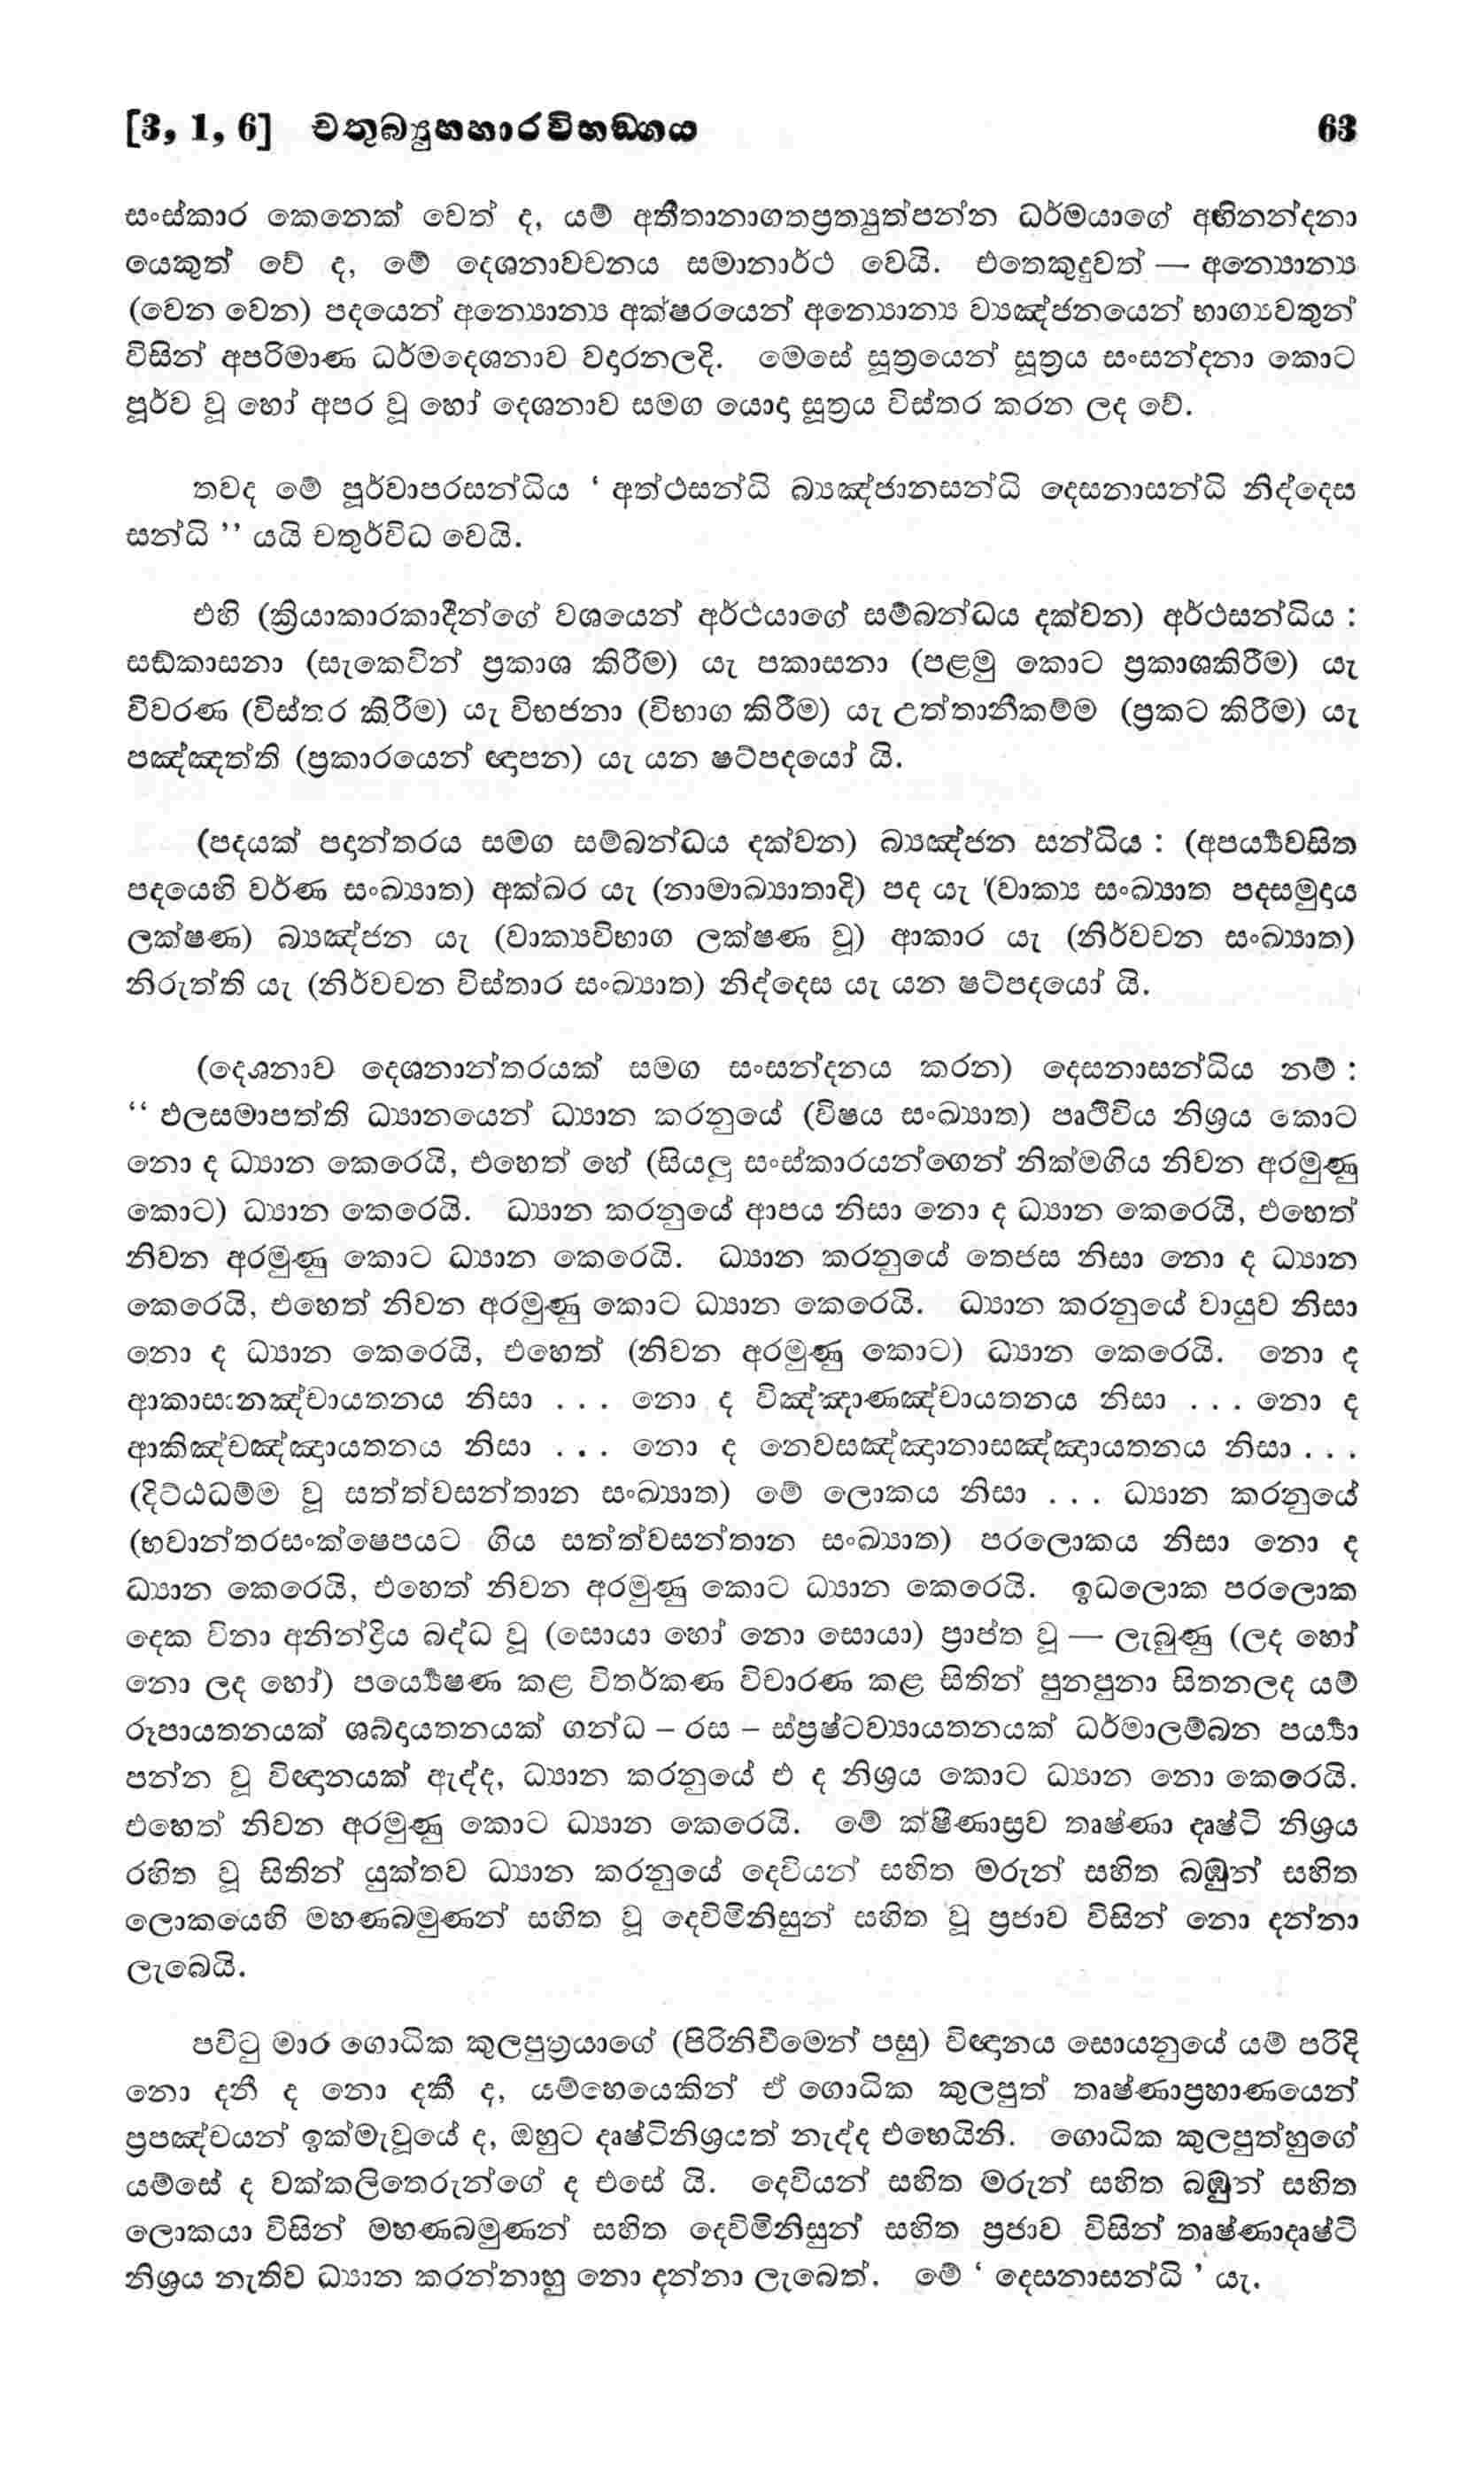 [3, 1, 6] චතුබ්‍යුහහාරවිභඞ්ගය 63
සංස්කාර කෙනෙක් වෙත් ද, යම් අතීතානාගතප්‍රත්‍යුත්පන්න ධර්මයාගේ අභිනන්දනා
යෙකුත් වේ ද, මේ දෙශනාවචනය සමානාර්ථ වෙයි. එතෙකුදුවත් — අන්‍යොන්‍ය
(වෙන වෙන) පදයෙන් අන්‍යොන්‍ය අක්ෂරයෙන් අන්‍යොන්‍ය ව්‍යඤ්ජනයෙන් භාග්‍යවතුන්
විසින් අපරිමාණ ධර්මදෙශනාව වදාරනලදි. මෙසේ සූත්‍රයෙන් සූත්‍රය සංසන්දනා කොට
පූර්ව වූ හෝ අපර වූ හෝ දෙශනාව සමග යොදා සූත්‍රය විස්තර කරන ලද වේ.
තවද මේ පූර්වාපරසන්ධිය ‘ අත්ථසන්ධි බ්‍යඤ්ජානසන්ධි දෙසනාසන්ධි නිද්දෙස
සන්ධි ’’ යයි චතුර්විධ වෙයි.
එහි (ක්‍රියාකාරකාදීන්ගේ වශයෙන් අර්ථයාගේ සම්බන්ධය දක්වන) අර්ථසන්ධිය :
සඞ්කාසනා (සැකෙවින් ප්‍රකාශ කිරීම) යැ පකාසනා (පළමු කොට ප්‍රකාශකිරීම) යැ
විවරණ (විස්තර කිරීම) යැ විභජනා (විභාග කිරීම) යැ උත්තානීකම්ම (ප්‍රකට කිරීම) යැ
පඤ්ඤත්ති (ප්‍රකාරයෙන් ඥාපන) යැ යන ෂට්පදයෝ යි.
(පදයක් පදාන්තරය සමග සම්බන්ධය දක්වන) බ්‍යඤ්ජන සන්ධිය : (අපර්‍ය්‍යවසිත
පදයෙහි වර්ණ සංඛ්‍යාත) අක්ඛර යැ (නාමාඛ්‍යාතාදි) පද යැ (වාක්‍ය සංඛ්‍යාත පදසමුදාය
ලක්ෂණ) බ්‍යඤ්ජන යැ (වාක්‍යවිභාග ලක්ෂණ වූ) ආකාර යැ (නිර්වචන සංඛ්‍යාත)
නිරුත්ති යැ (නිර්වචන විස්තාර සංඛ්‍යාත) නිද්දෙස යැ යන ෂට්පදයෝ යි.
(දෙශනාව දෙශනාන්තරයක් සමග සංසන්දනය කරන) දෙසනාසන්ධිය නම් :
‘‘ ඵලසමාපත්ති ධ්‍යානයෙන් ධ්‍යාන කරනුයේ (විෂය සංඛ්‍යාත) පෘථිවිය නිශ්‍රය කොට
නො ද ධ්‍යාන කෙරෙයි, එහෙත් හේ (සියලු සංස්කාරයන්ගෙන් නික්මගිය නිවන අරමුණු
කොට) ධ්‍යාන කෙරෙයි. ධ්‍යාන කරනුයේ ආපය නිසා නො ද ධ්‍යාන කෙරෙයි, එහෙත්
නිවන අරමුණු කොට ධ්‍යාන කෙරෙයි. ධ්‍යාන කරනුයේ තෙජස නිසා නො ද ධ්‍යාන
කෙරෙයි, එහෙත් නිවන අරමුණු කොට ධ්‍යාන කෙරෙයි. ධ්‍යාන කරනුයේ වායුව නිසා
නො ද ධ්‍යාන කෙරෙයි, එහෙත් (නිවන අරමුණු කොට) ධ්‍යාන කෙරෙයි. නො ද
ආකාසානඤ්චායතනය නිසා . . . නො ද විඤ්ඤාණඤ්චායතනය නිසා . . . නො ද
ආකිඤ්චඤ්ඤායතනය නිසා . . . නො ද නෙවසඤ්ඤානාසඤ්ඤායතනය නිසා . . .
(දිට්ඨධම්ම වූ සත්ත්වසන්තාන සංඛ්‍යාත) මේ ලොකය නිසා . . . ධ්‍යාන කරනුයේ
(භවාන්තරසංක්ෂෙපයට ගිය සත්ත්වසන්තාන සංඛ්‍යාත) පරලොකය නිසා නො ද
ධ්‍යාන කෙරෙයි, එහෙත් නිවන අරමුණු කොට ධ්‍යාන කෙරෙයි. ඉධලොක පරලොක
දෙක විනා අනින්ද්‍රිය බද්ධ වූ (සොයා හෝ නො සොයා) ප්‍රාප්ත වූ — ලැබුණු (ලද හෝ
නො ලද හෝ) පර්‍ය්‍යෙෂණ කළ විතර්කණ විචාරණ කළ සිතින් පුනපුනා සිතනලද යම්
රූපායතනයක් ශබ්දායතනයක් ගන්ධ – රස – ස්ප්‍රෂ්ටව්‍යායතනයක් ධර්මාලම්බන පර්‍ය්‍යා
පන්න වූ විඥානයක් ඇද්ද, ධ්‍යාන කරනුයේ එ ද නිශ්‍රය කොට ධ්‍යාන නො කෙරෙයි.
එහෙත් නිවන අරමුණු කොට ධ්‍යාන කෙරෙයි. මේ ක්ෂීණාස්‍රව තෘෂ්ණා දෘෂ්ටි නිශ්‍රය
රහිත වූ සිතින් යුක්තව ධ්‍යාන කරනුයේ දෙවියන් සහිත මරුන් සහිත බඹුන් සහිත
ලොකයෙහි මහණබමුණන් සහිත වූ දෙවිමිනිසුන් සහිත වූ ප්‍රජාව විසින් නො දන්නා
ලැබෙයි.
පවිටු මාර ගොධික කුලපුත්‍රයාගේ (පිරිනිවීමෙන් පසු) විඥානය සොයනුයේ යම් පරිදි
නො දනී ද නො දකී ද, යම්හෙයෙකින් ඒ ගොධික කුලපුත් තෘෂ්ණාප්‍රහාණයෙන්
ප්‍රපඤ්චයන් ඉක්මැවූයේ ද, ඔහුට දෘෂ්ටිනිශ්‍රයත් නැද්ද එහෙයිනි. ගොධික කුලපුත්හුගේ
යම්සේ ද වක්කලිතෙරුන්ගේ ද එසේ යි. දෙවියන් සහිත මරුන් සහිත බඹුන් සහිත
ලොකයා විසින් මහණබමුණන් සහිත දෙවිමිනිසුන් සහිත ප්‍රජාව විසින් තෘෂ්ණාදෘෂ්ටි
නිශ්‍රය නැතිව ධ්‍යාන කරන්නාහු නො දන්නා ලැබෙත්. මේ ‘ දෙසනාසන්ධි ’ යැ.